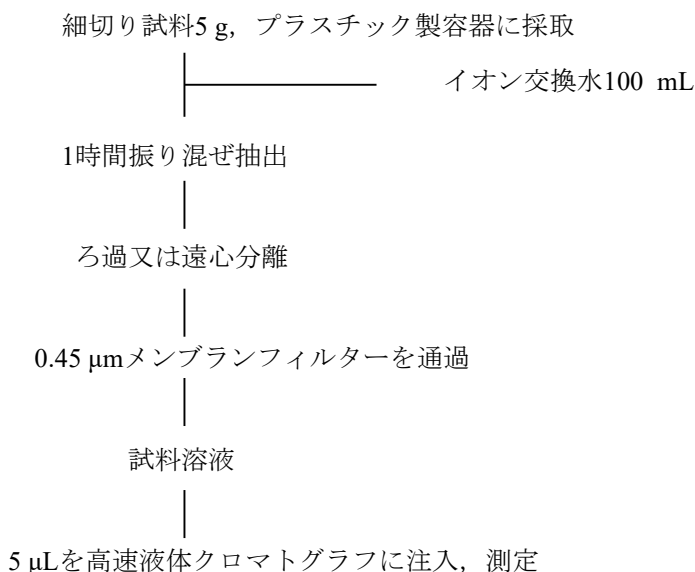 細切り試料5 g，プラスチック製容器に採取
イオン交換水100 mL
1時間振り混ぜ抽出
ろ過又は遠心分離
0.45 μmメンブランフィルターを通過
試料溶液
5 μLを高速液体クロマトグラフに注入，測定